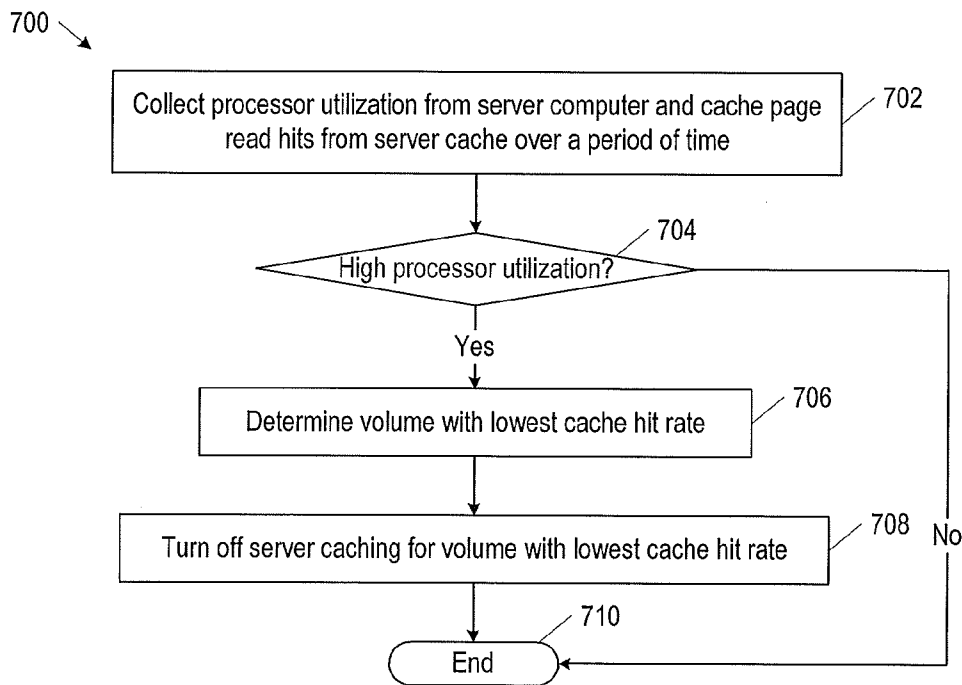 700
Collect processor utilization from server computer and cache page
read hits from server cache over a period of time
702
704
High processor utilization?
Yes
706
Determine volume with lowest cache hit rate
708
Turn off server caching for volume with lowest cache hit rate
No
710
End